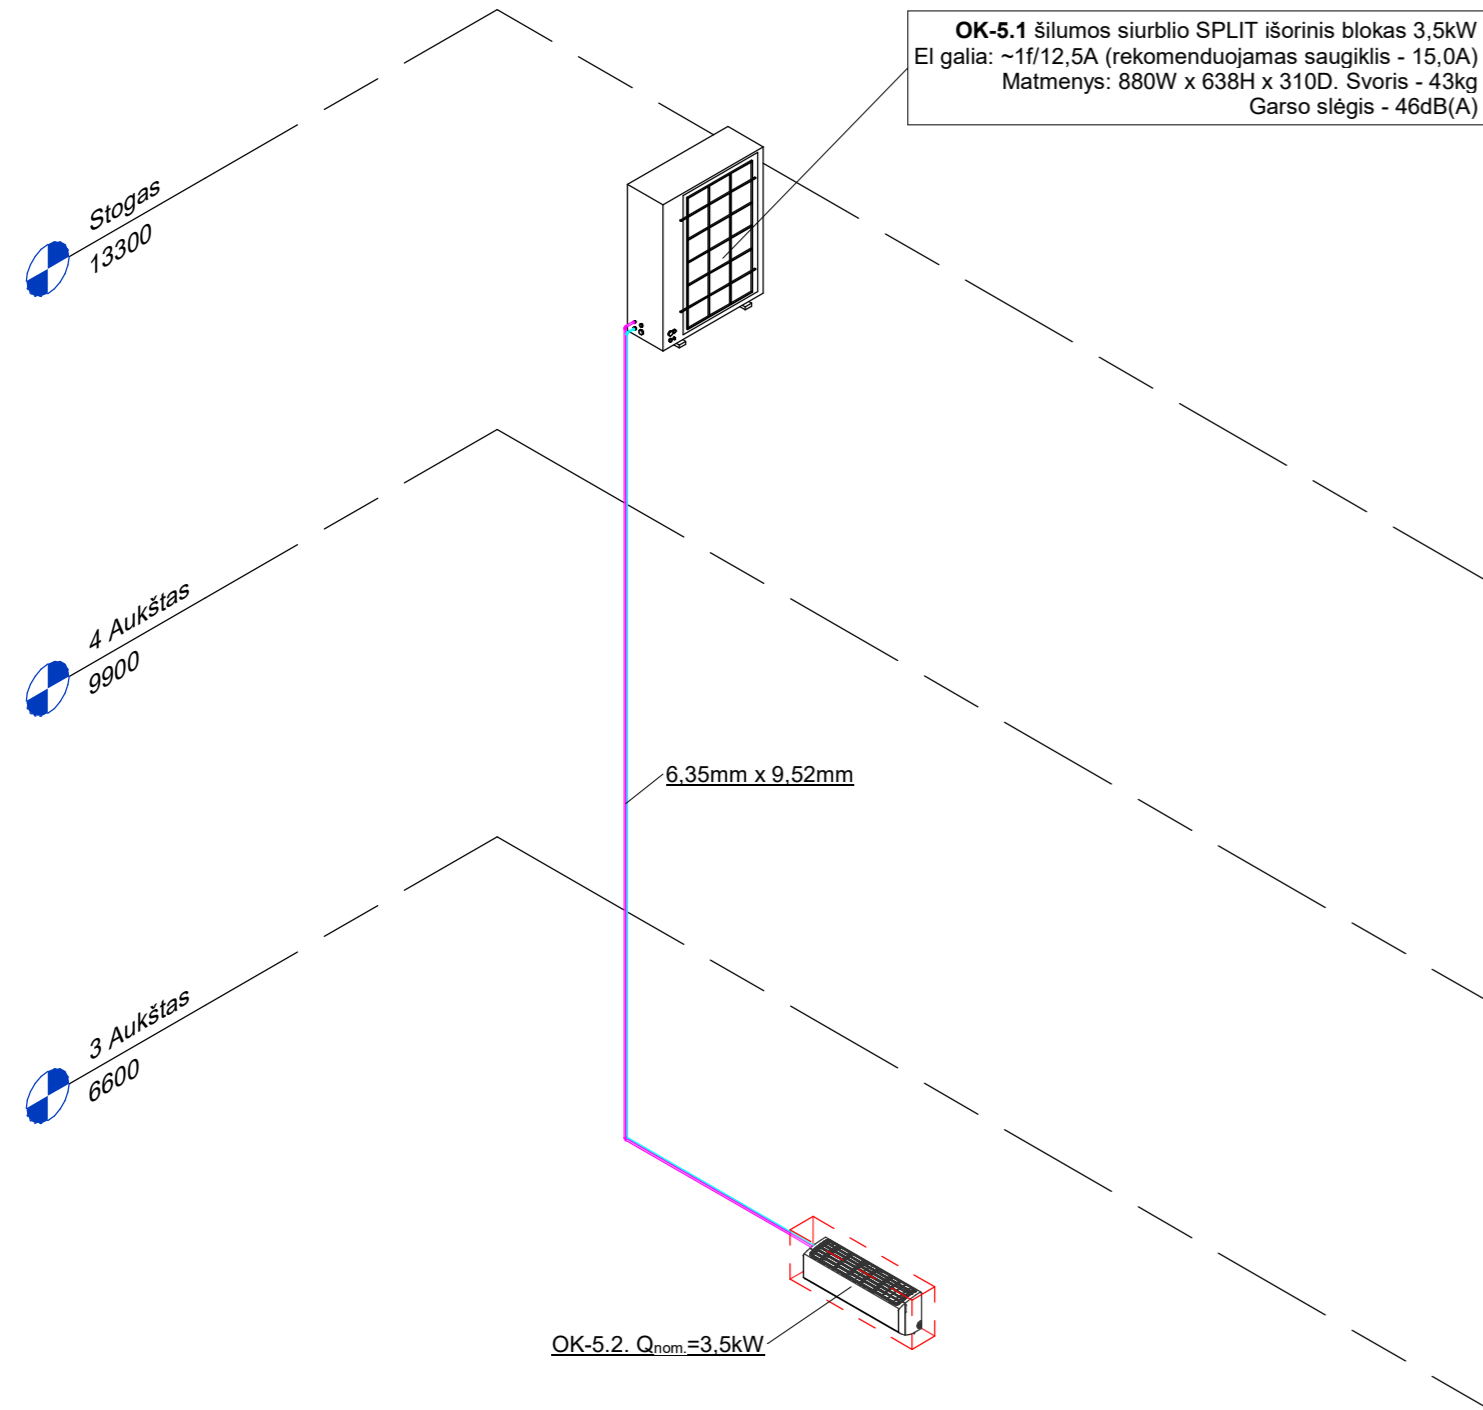 OK-5.1 šilumos siurblio SPLIT išorinis blokas 3,5kW
El galia: ~1f/12,5A (rekomenduojamas saugiklis - 15,0A)
Matmenys: 880W x 638H x 310D. Svoris - 43kg
Garso slėgis - 46dB(A)
Stogas
13300
4 Aukštas
9900
6,35mm x 9,52mm
3 Aukštas
6600
OK-5.2. Qnom.=3,5kW